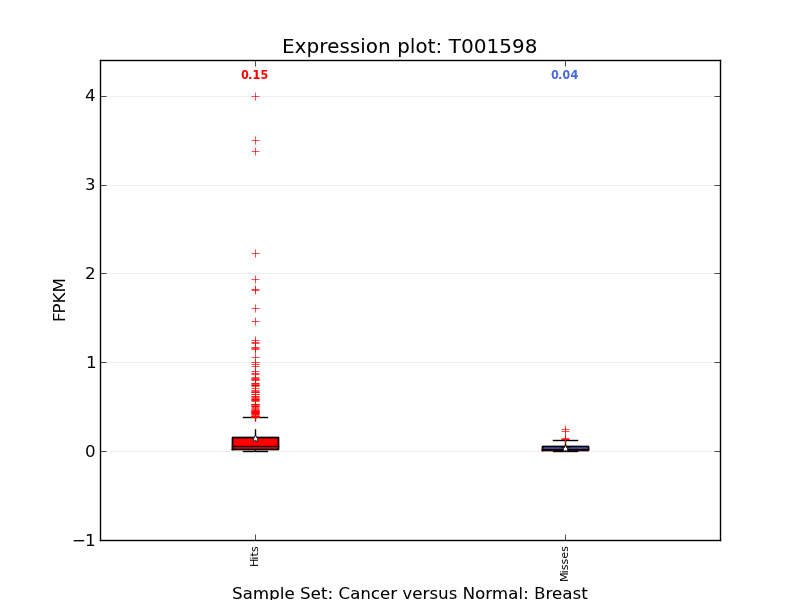 Expression plot: T001598
0.15
0.04
4
3
2
1
0
−1
FPKM
Hits
Misses
Sample Set: Cancer versus Normal: Breast